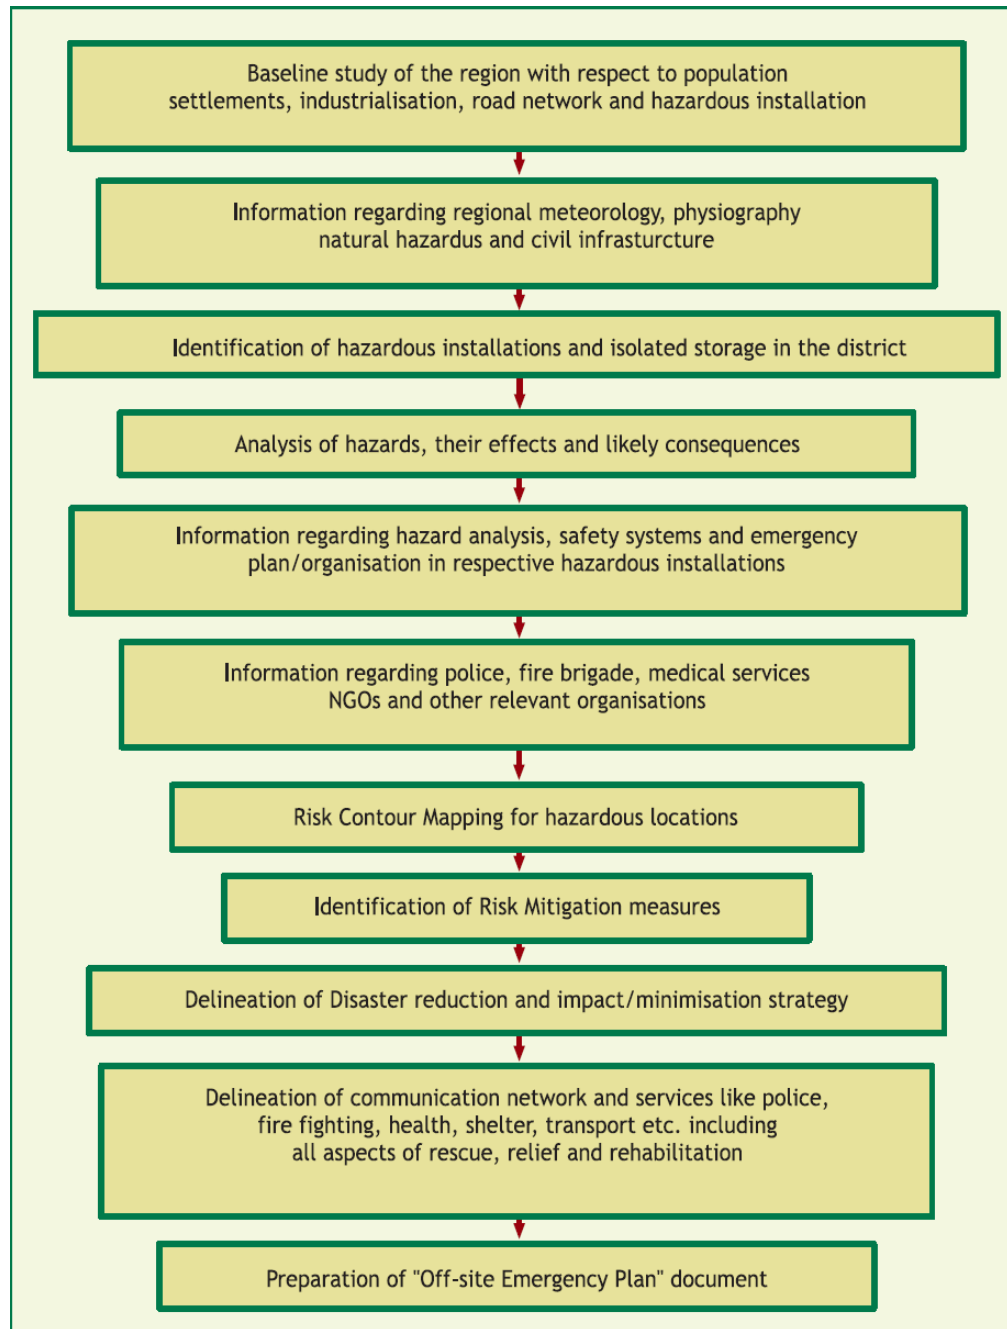 Baseline study of the region with respect to population
settlements, industrialisation, road network and hazardous installation
Information regarding regional meteorology, physiography
natural hazardus and civil infrasturcture
Identification of hazardous installations and isolated storage in the district
Analysis of hazards, their effects and likely consequences
Information regarding hazard analysis, safety systems and emergency
plan/organisation in respective hazardous installations
Information regarding police, fire brigade, medical services
NGOs and other relevant organisations
Risk Contour Mapping for hazardous locations
Identification of Risk Mitigation measures
Delineation of Disaster reduction and impact/minimisation strategy
Delineation of communication network and services like police,
fire fighting, health, shelter, transport etc. including
all aspects of rescue, relief and rehabilitation
Preparation of "Off-site Emergency Plan" document